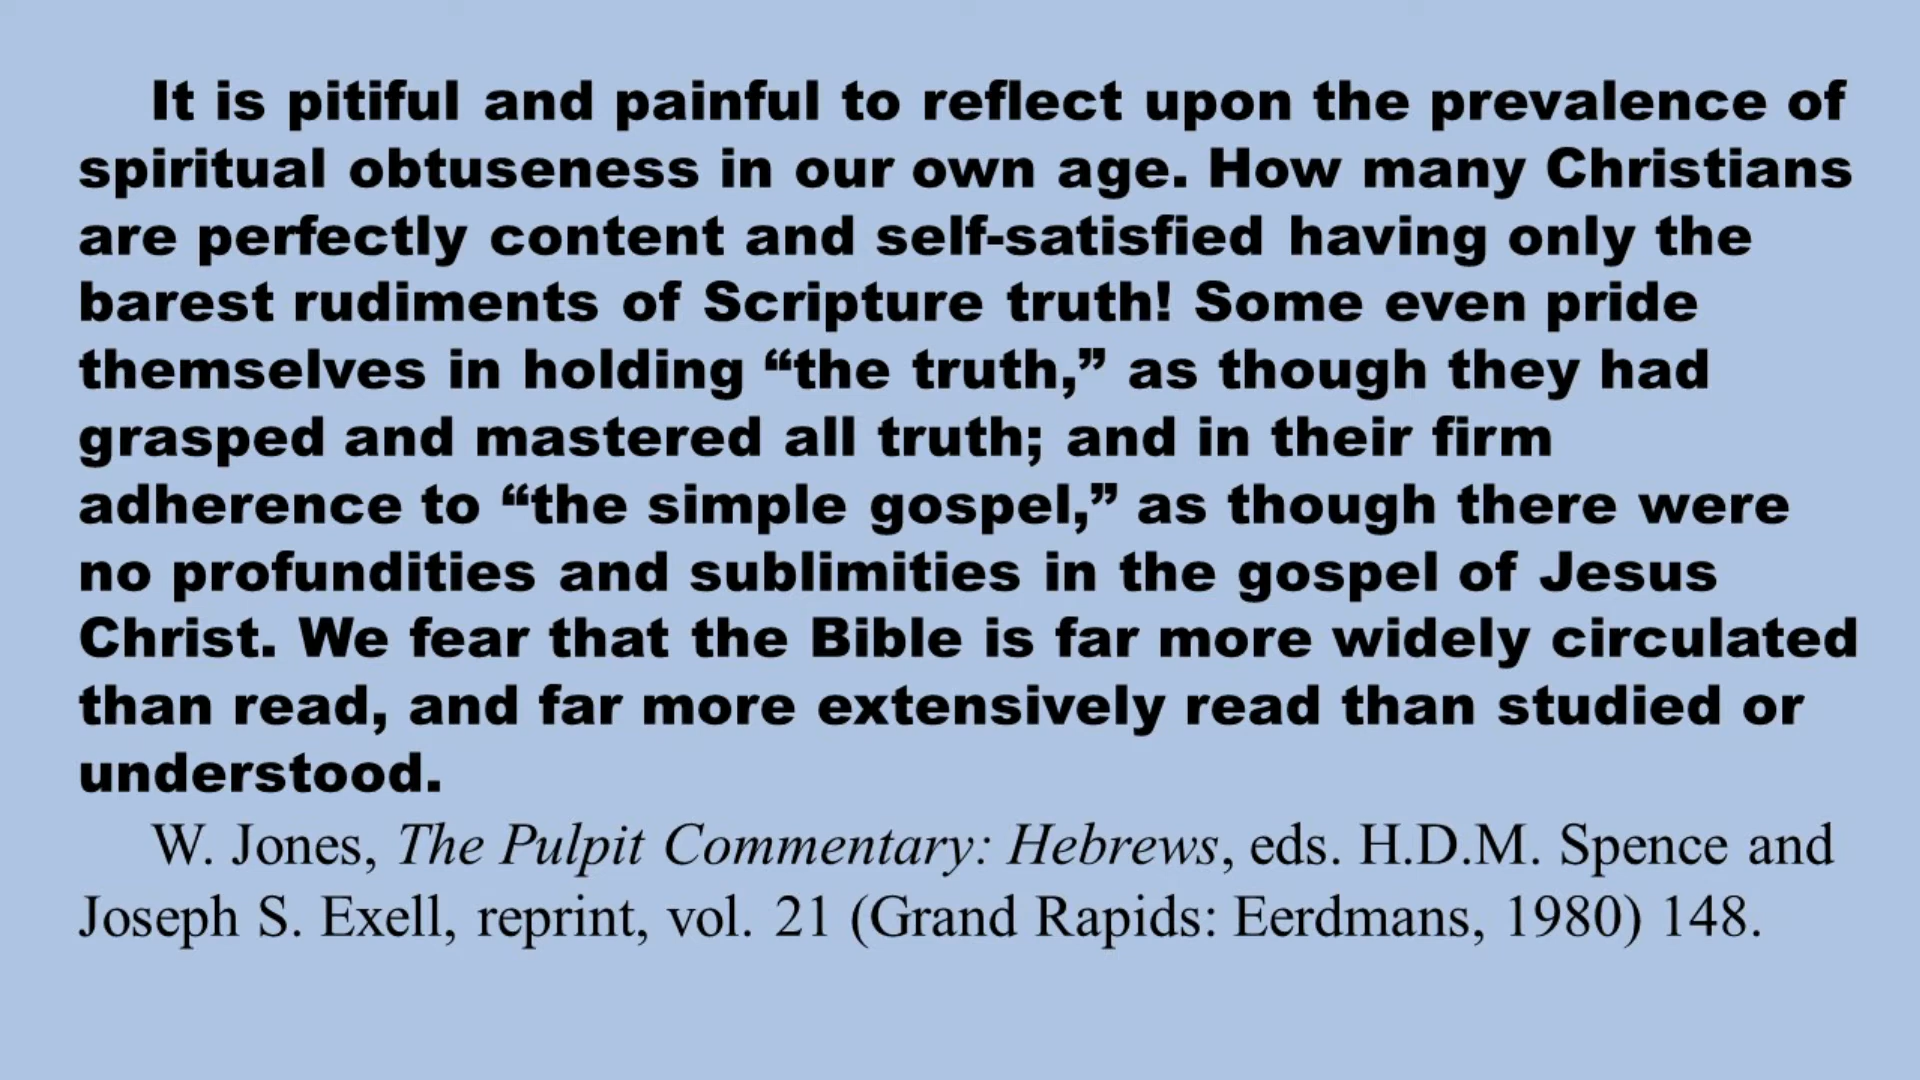 It is pitiful and painful to reflect upon the prevalence of
spiritual obtuseness in our own age. How many Christians
are perfectly content and self-satisfied having only the
barest rudiments of Scripture truth! Some even pride
themselves in holding “the truth,” as though they had
grasped and mastered all truth; and in their firm
adherence to “the simple gospel,” as though there were
no profundities and sublimities in the gospel of Jesus
Christ. We fear that the Bible is far more widely circulated
than read, and far more extensively read than studied or
understood.
W. Jones, The Pulpit Commentary: Hebrews, eds. H.D.M. Spence and
Joseph S. Exell, reprint, vol. 21 (Grand Rapids: Eerdmans, 1980) 148.